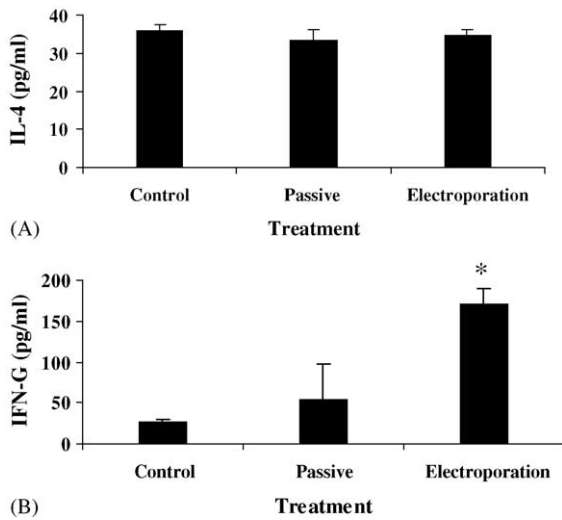 40
30
20
10
0
IL-4 (pg/ml)
Control Passive Electroporation
(A) Treatment
200
150
100
50
0
IFN-G (pg/ml)
*
Control Passive Electroporation
(B) Treatment